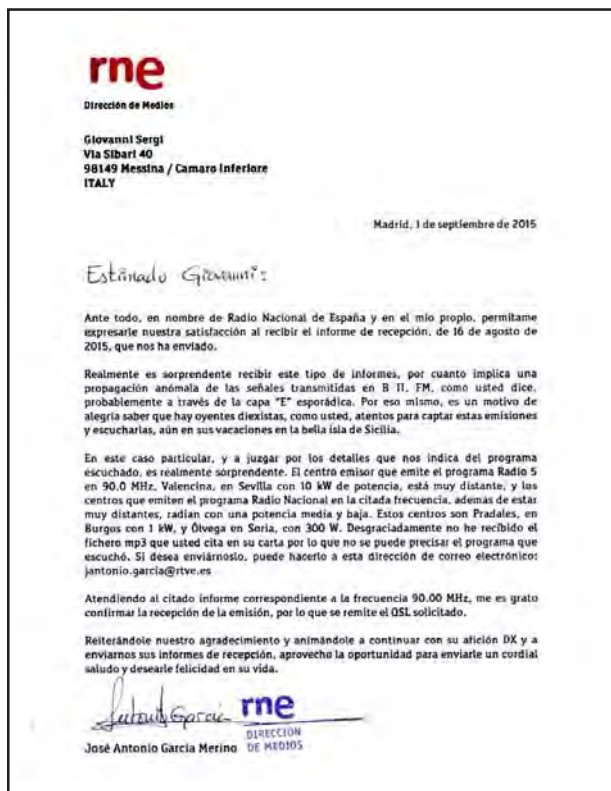 rne
Dirección de Medios
Giovanni Sergi
Via Sibari 40
98149 Messina / Camaro Inferiore
ITALY
Madrid, 1 de septiembre de 2015
Estimado Giovanni:
Ante todo, en nombre de Radio Nacional de España y en el mío propio, permítame
expresarle nuestra satisfacción al recibir el informe de recepción, de 16 de agosto de
2015, que nos ha enviado.
Realmente es sorprendente recibir este tipo de informes, por cuanto implica una
propagación anómala de las señales transmitidas en B II, FM, como usted dice,
probablemente a través de la capa "E" esporádica. Por eso mismo, es un motivo de
alegría saber que hay oyentes diexistas, como usted, atentos para captar estas emisiones
y escucharlas, aún en sus vacaciones en la bella isla de Sicilia.
En este caso particular, y a juzgar por los detalles que nos indica del programa
escuchado, es realmente sorprendente. El centro emisor que emite el programa Radio 5
en 90.0 MHz, Valencina, en Sevilla con 10 kW de potencia, está muy distante, y los
centros que emiten el programa Radio Nacional en la citada frecuencia, además de estar
muy distantes, radian con una potencia media y baja. Estos centros son Pradales, en
Burgos con 1 kW, y Ólvega en Soria, con 300 W. Desgraciadamente no he recibido el
fichero mp3 que usted cita en su carta por lo que no se puede precisar el programa que
escuchó. Si desea enviárnoslo, puede hacerlo a esta dirección de correo electrónico:
jantonio.garcia@rtve.es
Atendiendo al citado informe correspondiente a la frecuencia 90.00 MHz, me es grato
confirmar la recepción de la emisión, por lo que se remite el QSL solicitado.
Reiterándole nuestro agradecimiento y animándole a continuar con su afición DX y a
enviarnos sus informes de recepción, aprovecho la oportunidad para enviarle un cordial
saludo y desearle felicidad en su vida.
Antonio García
rne
DIRECCIÓN
DE MEDIOS
José Antonio García Merino